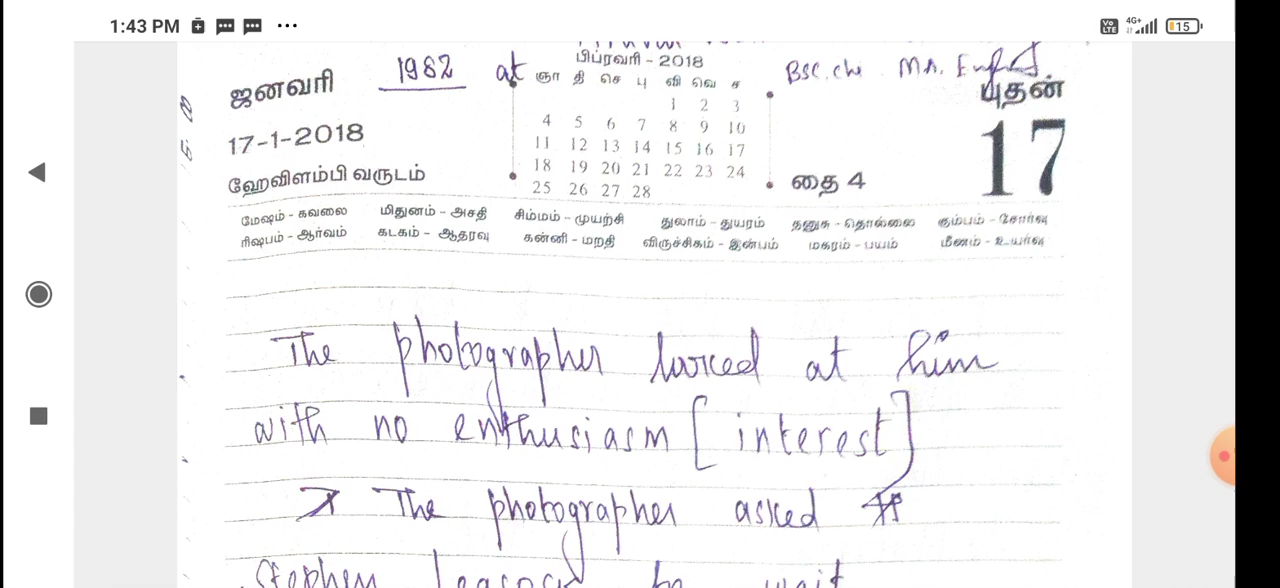 1:43 PM
4G+
15
ஜனவரி 1982 at
பிப்ரவரி - 2018
Bsc. che M.A.
ஞா தி செ பு வி வெ ச
புதன்
17-1-2018
1 2 3
4 5 6 7 8 9 10
11 12 13 14 15 16 17
18 19 20 21 22 23 24
25 26 27 28
17
ஹேவிளம்பி வருடம்
தை 4
மேஷம் - கவலை மிதுனம் - அசதி சிம்மம் - முயற்சி துலாம் - துயரம் தனுசு - தொல்லை கும்பம் - சோர்வு
ரிஷபம் - ஆர்வம் கடகம் - ஆதரவு கன்னி - மறதி விருச்சிகம் - இன்பம் மகரம் - பயம் மீனம் - உயர்வு
The photographer looked at him
with no enthusiasm [interest]
The photographer asked
Stephen Leacock to wait